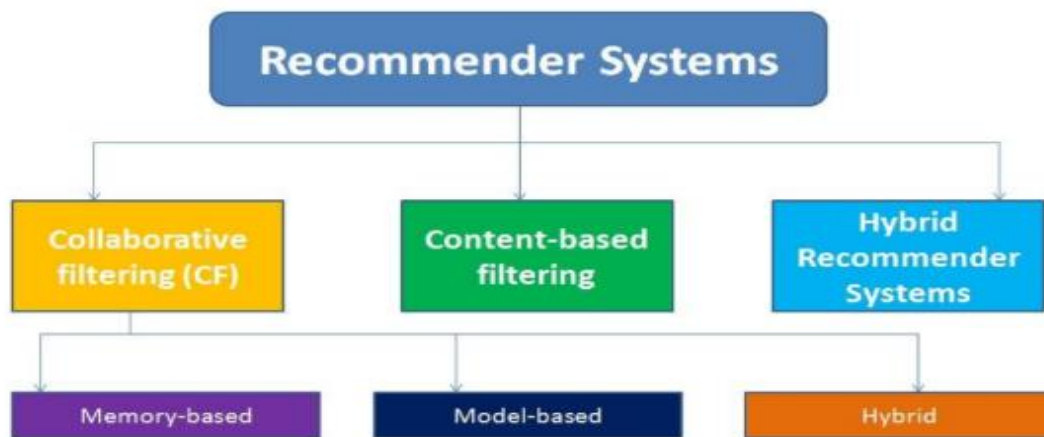 Recommender Systems
Collaborative
filtering (CF)
Content-based
filtering
Hybrid
Recommender
Systems
Memory-based
Model-based
Hybrid